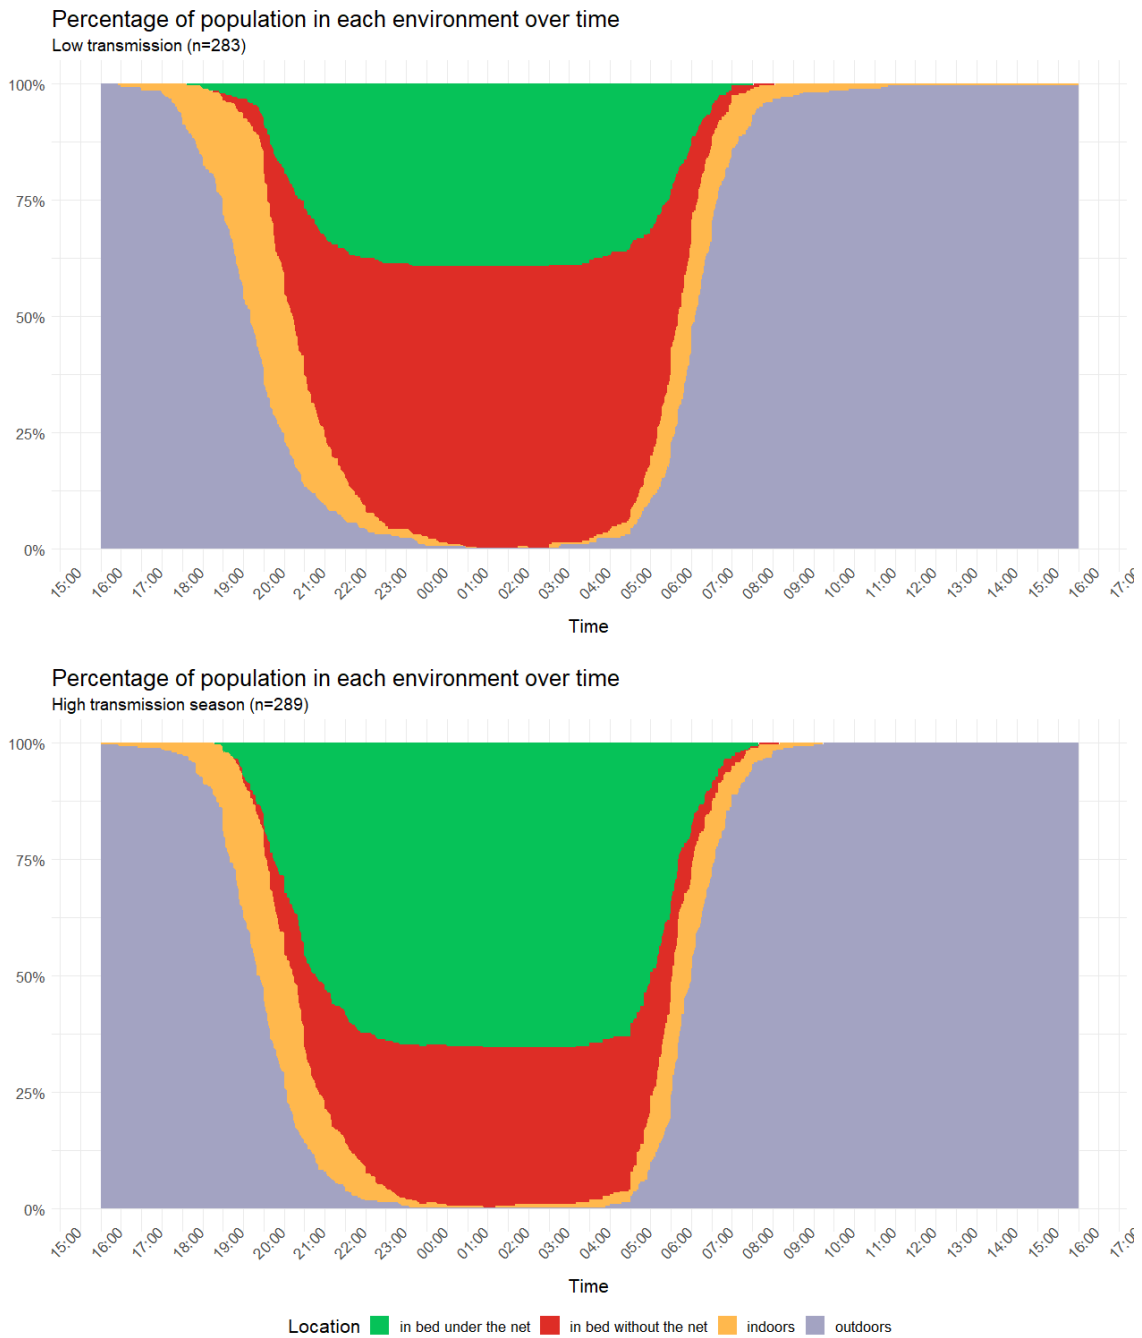 Percentage of population in each environment over time
Low transmission (n=283)
100%
75%
50%
25%
0%
15:00 16:00 17:00 18:00 19:00 20:00 21:00 22:00 23:00 00:00 01:00 02:00 03:00 04:00 05:00 06:00 07:00 08:00 09:00 10:00 11:00 12:00 13:00 14:00 15:00 16:00 17:00
Time
Percentage of population in each environment over time
High transmission season (n=289)
100%
75%
50%
25%
0%
15:00 16:00 17:00 18:00 19:00 20:00 21:00 22:00 23:00 00:00 01:00 02:00 03:00 04:00 05:00 06:00 07:00 08:00 09:00 10:00 11:00 12:00 13:00 14:00 15:00 16:00 17:0
Time
Location in bed under the net in bed without the net indoors outdoors